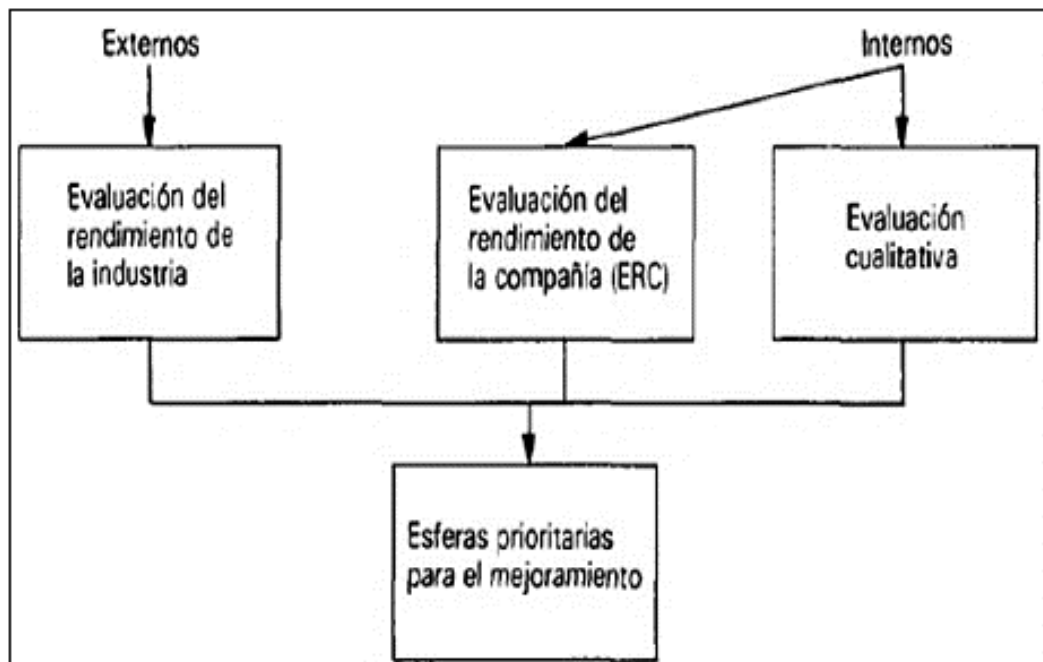 Externos
Internos
Evaluación del
rendimiento de
la industria
Evaluación del
rendimiento de
la compañía (ERC)
Evaluación
cualitativa
Esferas prioritarias
para el mejoramiento